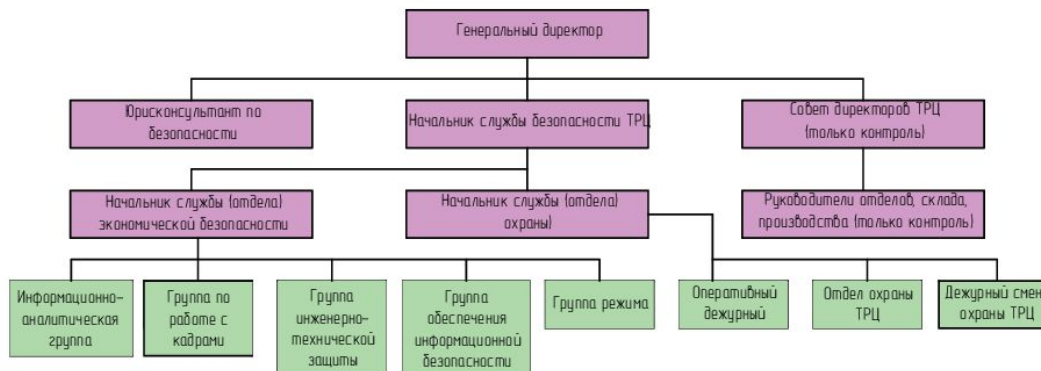 Генеральный директор
Юрисконсультант по
безопасности
Начальник службы безопасности ТРЦ
Совет директоров ТРЦ
(только контроль)
Начальник службы (отдела)
экономической безопасности
Начальник службы (отдела)
охраны)
Руководители отделов, склада,
производства (только контроль)
Информационно-
аналитическая
группа
Группа по
работе с
кадрами
Группа
инженерно-
технической
защиты
Группа
обеспечения
информационной
безопасности
Группа режима
Оперативный
дежурный
Отдел охраны
ТРЦ
Дежурный смен
охраны ТРЦ